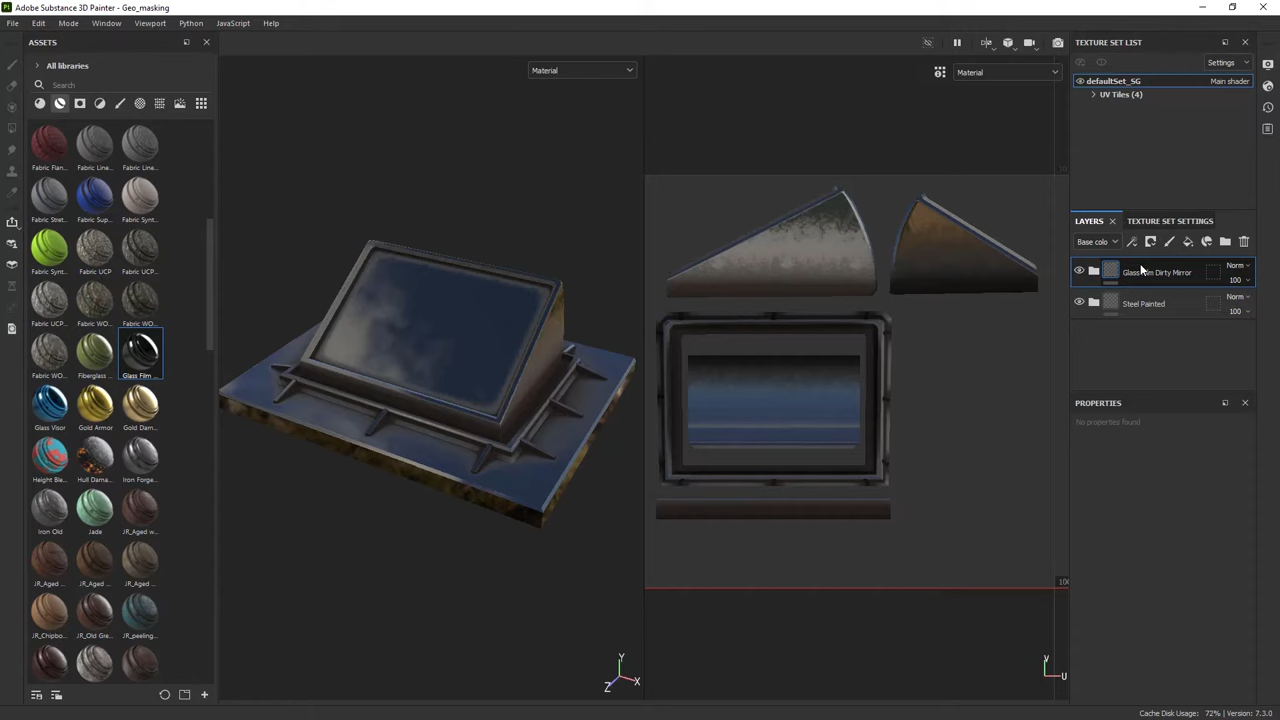 Adobe Substance 3D Painter - Geo_masking
File Edit Mode Window Viewport Python JavaScript Help
ASSETS
All libraries
Search
Fabric Flan... Fabric Line... Fabric Line...
Fabric Stret... Fabric Sup... Fabric Synt...
Fabric Synt... Fabric UCP Fabric UCP...
Fabric UCP... Fabric WO... Fabric WO...
Fabric WO... Fiberglass ... Glass Film ...
Glass Visor Gold Armor Gold Dam...
Height Ble... Hull Dama... Iron Forge...
Iron Old Jade JR_Aged w...
JR_Aged ... JR_Aged ... JR_Aged ...
JR_Chipbo... JR_Old Gre... JR_peeling...
Material
Material
Y
X
Z
V
U
TEXTURE SET LIST
Settings
defaultSet_SG Main shader
UV Tiles (4)
LAYERS TEXTURE SET SETTINGS
Base colo
Glass Film Dirty Mirror
Norm
100
Steel Painted
Norm
100
PROPERTIES
No properties found
Cache Disk Usage: 72% | Version: 7.3.0